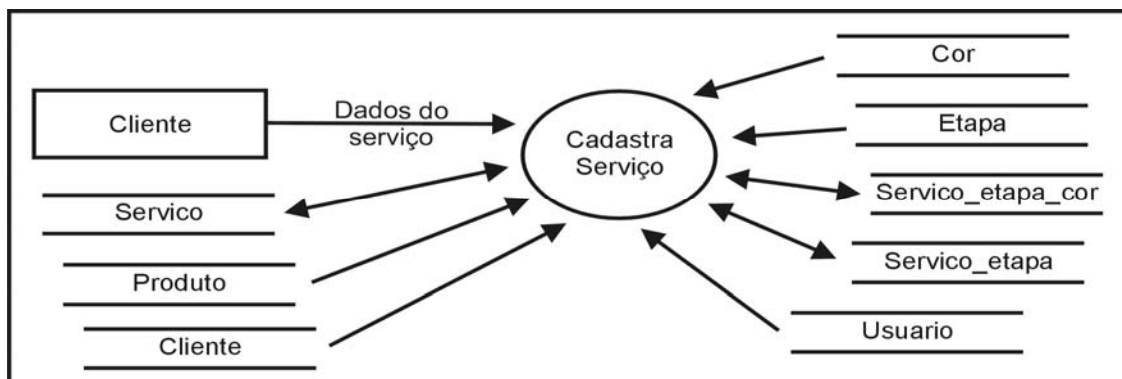 Cliente
Dados do
serviço
Servico
Produto
Cliente
Cadastra
Serviço
Cor
Etapa
Servico_etapa_cor
Servico_etapa
Usuario